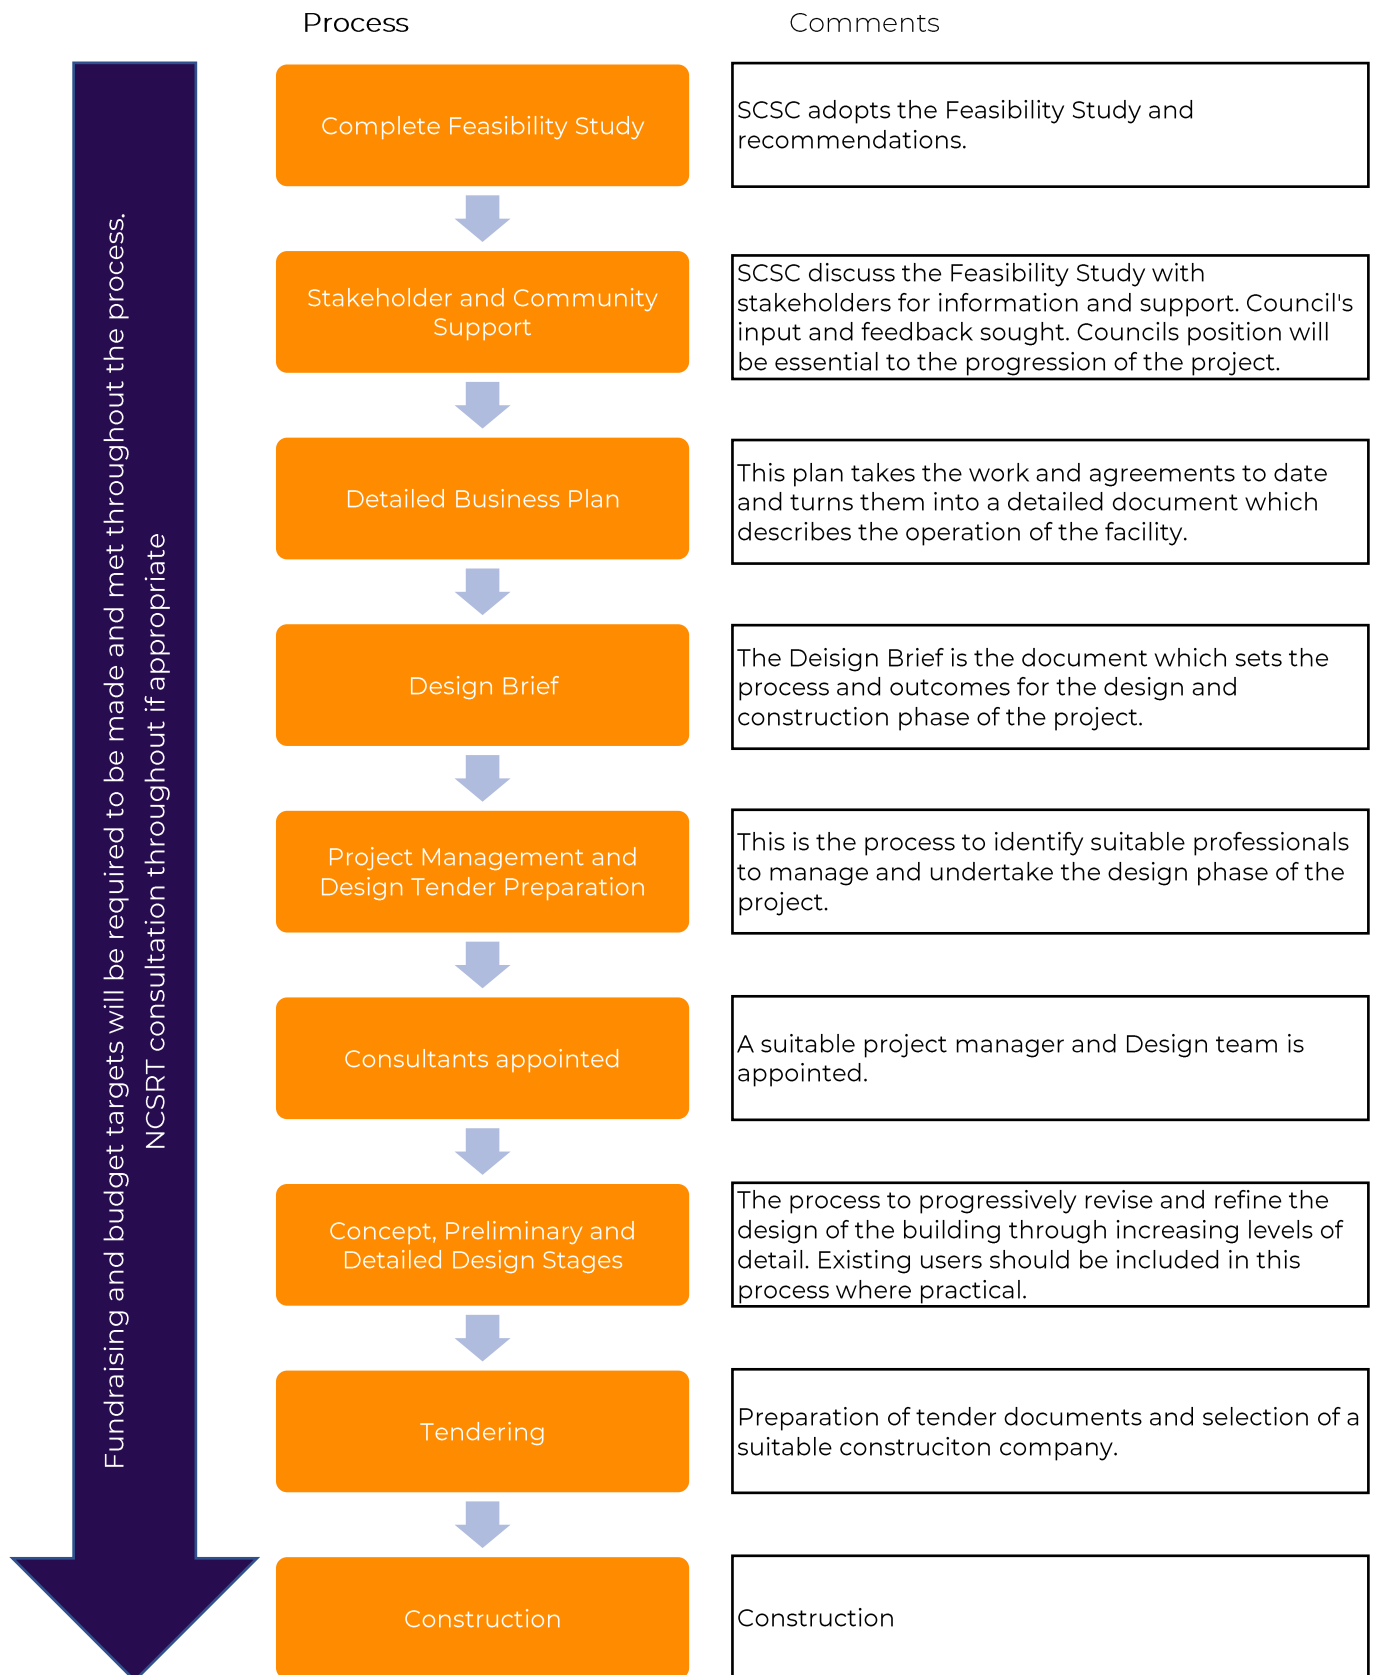 Process
Comments
Fundraising and budget targets will be required to be made and met throughout the process.
NCSRT consultation throughout if appropriate
Complete Feasibility Study
SCSC adopts the Feasibility Study and
recommendations.
Stakeholder and Community
Support
SCSC discuss the Feasibility Study with
stakeholders for information and support. Council's
input and feedback sought. Councils position will
be essential to the progression of the project.
Detailed Business Plan
This plan takes the work and agreements to date
and turns them into a detailed document which
describes the operation of the facility.
Design Brief
The Deisign Brief is the document which sets the
process and outcomes for the design and
construction phase of the project.
Project Management and
Design Tender Preparation
This is the process to identify suitable professionals
to manage and undertake the design phase of the
project.
Consultants appointed
A suitable project manager and Design team is
appointed.
Concept, Preliminary and
Detailed Design Stages
The process to progressively revise and refine the
design of the building through increasing levels of
detail. Existing users should be included in this
process where practical.
Tendering
Preparation of tender documents and selection of a
suitable construciton company.
Construction
Construction